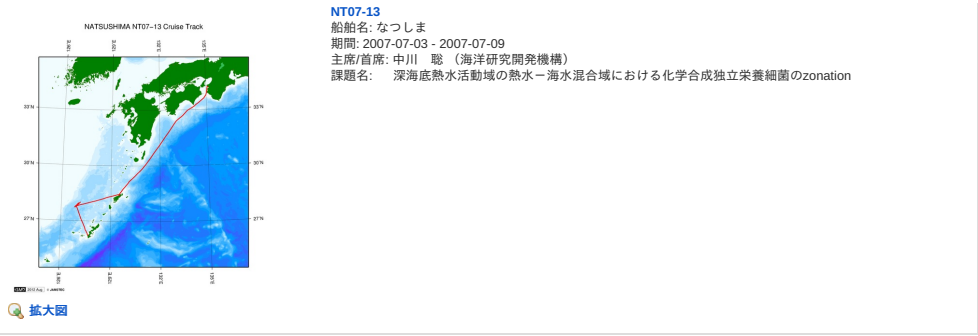 NATSUSHIMA NT07-13 Cruise Track
33˚N
33˚N
30˚N
30˚N
27˚N
27˚N
拡大図
NT07-13
船舶名: なつしま
期間: 2007-07-03 - 2007-07-09
主席/首席: 中川　聡 （海洋研究開発機構）
課題名:　　深海底熱水活動域の熱水－海水混合域における化学合成独立栄養細菌のzonation